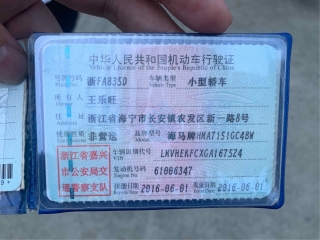 中华人民共和国机动车行驶证
Vehicle License of the People's Republic of China
号牌号码 浙FA835D 车辆类型 小型轿车
Plate No. Vehicle Type
所有人 王乐旺
Owner
住址 浙江省海宁市长安镇农发区新一路8号
Address
使用性质 非营运 品牌型号 海马牌HMA7151GC4BW
Use Character Model
浙江省嘉兴 车辆识别代号 LMVHEKFCXGA167524
VIN
市公安局交 发动机号码 61006347
Engine No.
通警察支队 注册日期 2016-06-01 发证日期 2016-06-01
Register Date Issue Date